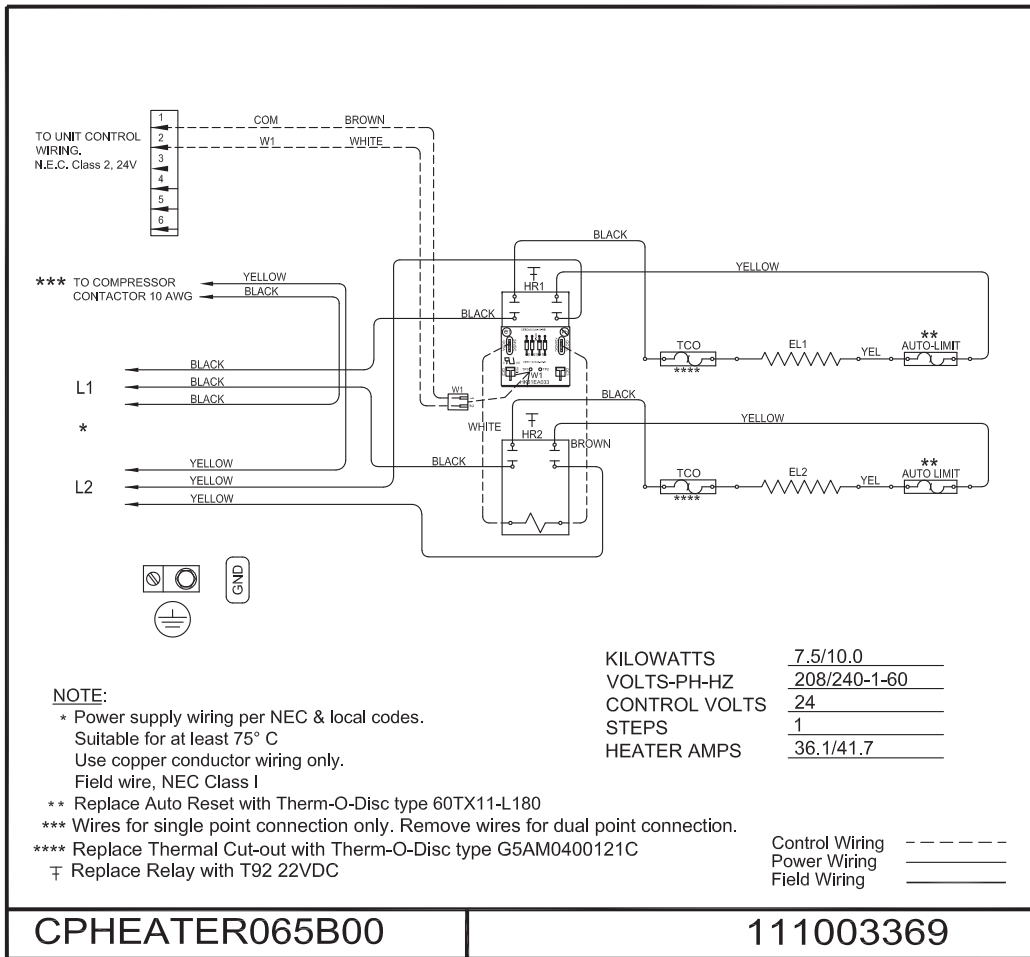 1
2
3
4
5
6
TO UNIT CONTROL
WIRING.
N.E.C. Class 2, 24V
COM BROWN
W1 WHITE
*** TO COMPRESSOR
CONTACTOR 10 AWG
YELLOW
BLACK
BLACK
YELLOW
HR1
BLACK
W1
HK61EA033
L1
BLACK
BLACK
BLACK
*
L2
YELLOW
YELLOW
YELLOW
W1
WHITE
BROWN
BLACK
TCO
****
EL1
YEL
**
AUTO-LIMIT
BLACK
YELLOW
HR2
TCO
****
EL2
YEL
**
AUTO LIMIT
GND
KILOWATTS 7.5/10.0
VOLTS-PH-HZ 208/240-1-60
CONTROL VOLTS 24
STEPS 1
HEATER AMPS 36.1/41.7
NOTE:
* Power supply wiring per NEC & local codes.
Suitable for at least 75° C
Use copper conductor wiring only.
Field wire, NEC Class I
** Replace Auto Reset with Therm-O-Disc type 60TX11-L180
*** Wires for single point connection only. Remove wires for dual point connection.
**** Replace Thermal Cut-out with Therm-O-Disc type G5AM0400121C
Replace Relay with T92 22VDC
Control Wiring
Power Wiring
Field Wiring
CPHEATER065B00
111003369